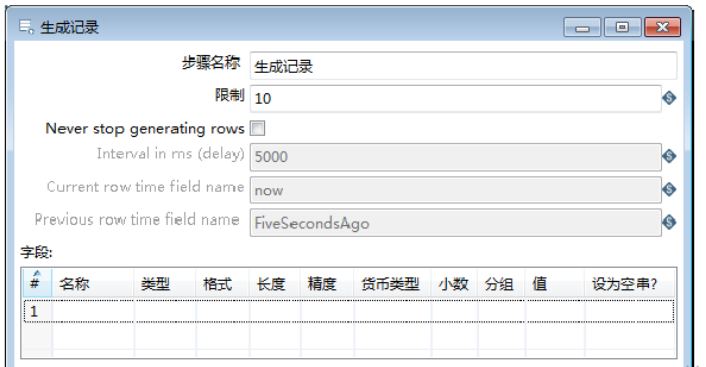 生成记录
步骤名称 生成记录
限制 10
Never stop generating rows
Interval in ms (delay) 5000
Current row time field name now
Previous row time field name FiveSecondsAgo
字段:
# 名称 类型 格式 长度 精度 货币类型 小数 分组 值 设为空串?
1